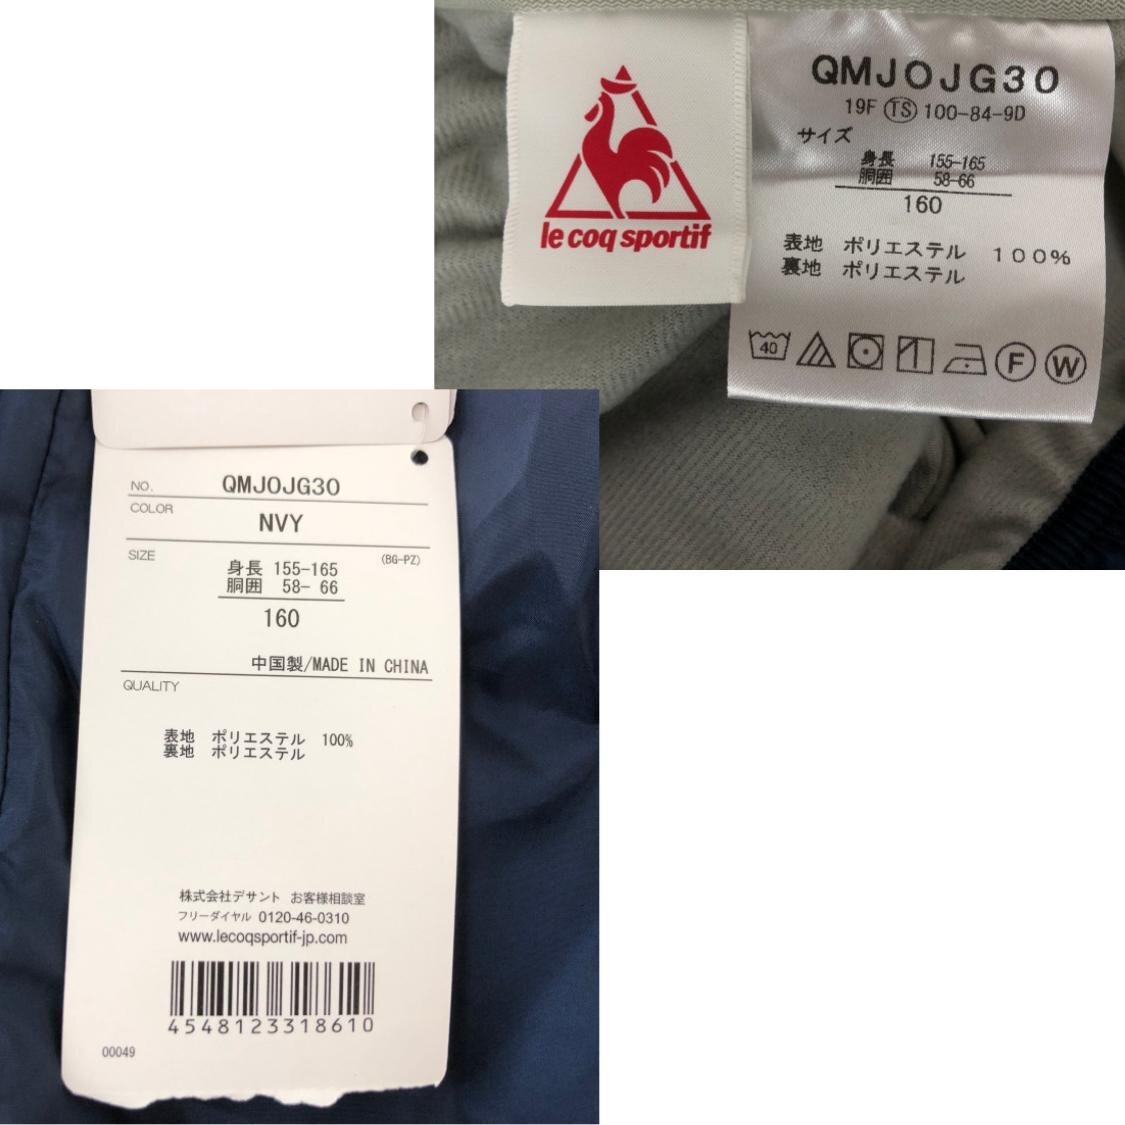 le coq sportif
QMJOJG30
19F TS 100-84-9D
サイズ
身長 155-165
胴囲 58-66
160
表地 ポリエステル 100%
裏地 ポリエステル
40 F W
NO. QMJOJG30
COLOR
NVY
SIZE (BG-PZ)
身長 155-165
胴囲 58- 66
160
中国製/MADE IN CHINA
QUALITY
表地 ポリエステル 100%
裏地 ポリエステル
株式会社デサント お客様相談室
フリーダイヤル 0120-46-0310
www.lecoqsportif-jp.com
4548123318610
00049